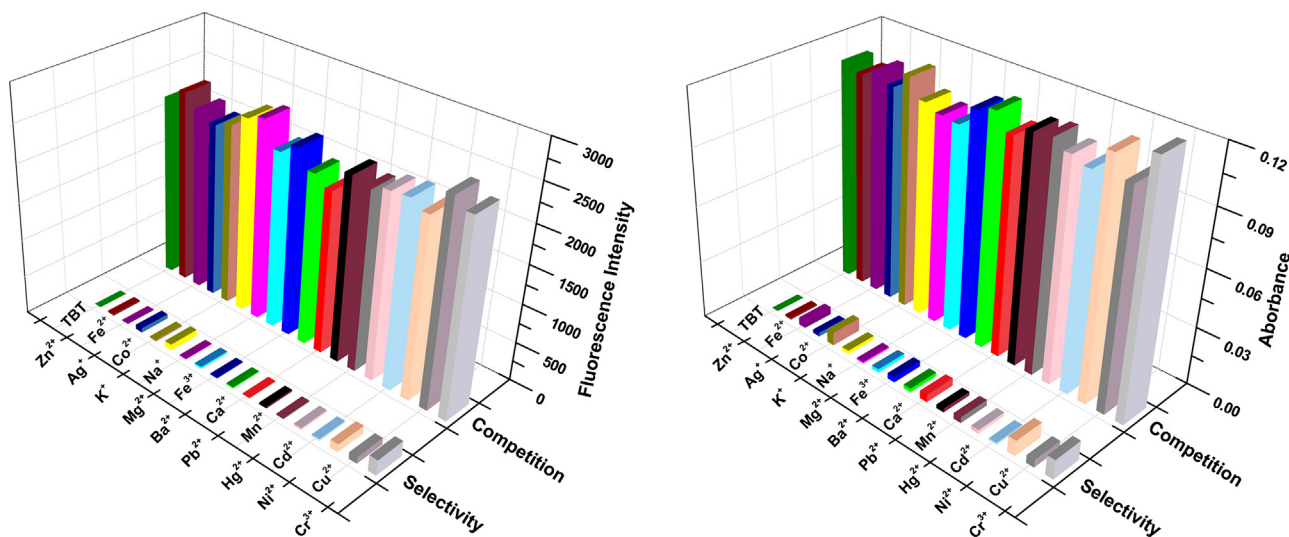 3000
2500
2000
1500
1000
500
0
Fluorescence Intensity
Competition
Selectivity
TBT
Zn2+
Fe2+
Ag+
Co2+
K+
Na+
Mg2+
Fe3+
Ba2+
Ca2+
Pb2+
Mn2+
Hg2+
Cd2+
Ni2+
Cu2+
Cr3+
0.12
0.09
0.06
0.03
0.00
Aborbance
Competition
Selectivity
TBT
Zn2+
Fe2+
Ag+
Co2+
K+
Na+
Mg2+
Fe3+
Ba2+
Ca2+
Pb2+
Mn2+
Hg2+
Cd2+
Ni2+
Cu2+
Cr3+